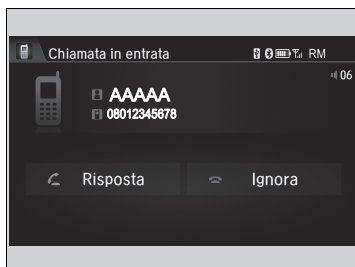 Chiamata in entrata RM
06
AAAAA
08012345678
Risposta Ignora